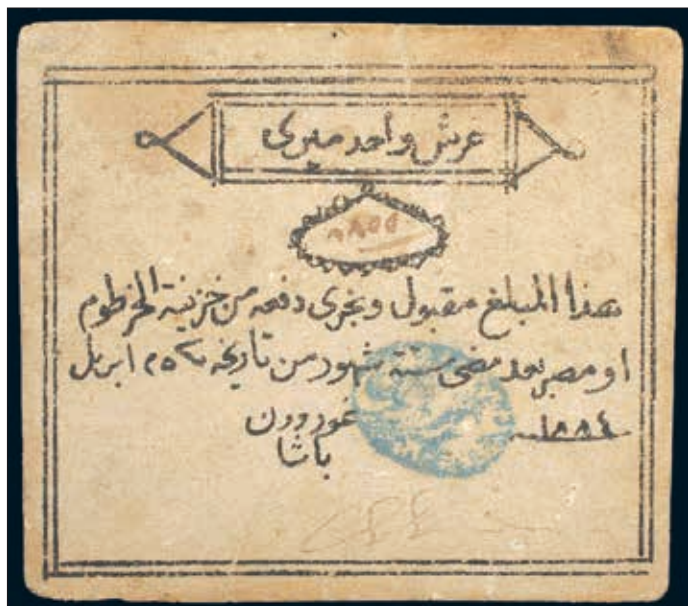 غرش واحد ميرى
هذا المبلغ مقبول ويجرى دفعه من خزينة الخرطوم
او مصر بعد مضى ستة شهور من تاريخه ٢٥ ابريل
١٨٨٤
غوردون
باشا